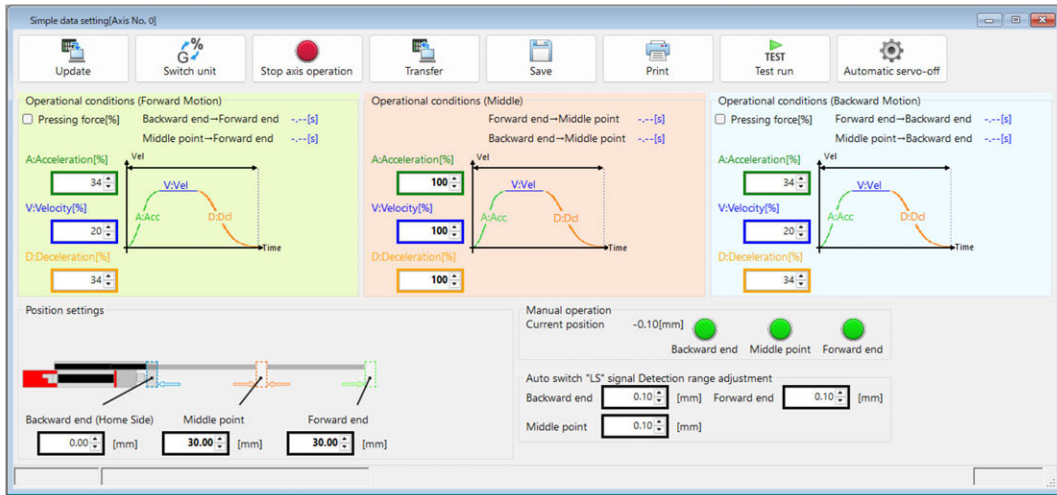 Simple data setting[Axis No. 0]
Update
Switch unit
Stop axis operation
Transfer
Save
Print
TEST
Test run
Automatic servo-off
Operational conditions (Forward Motion)
Pressing force[%]
Backward end→Forward end -.--[s]
Middle point→Forward end -.--[s]
A:Acceleration[%]
34
V:Velocity[%]
20
D:Deceleration[%]
34
Vel
V:Vel
A:Acc
D:Dcl
Time
Operational conditions (Middle)
Forward end→Middle point -.--[s]
Backward end→Middle point -.--[s]
A:Acceleration[%]
100
V:Velocity[%]
100
D:Deceleration[%]
100
Vel
V:Vel
A:Acc
D:Dcl
Time
Operational conditions (Backward Motion)
Pressing force[%]
Forward end→Backward end -.--[s]
Middle point→Backward end -.--[s]
A:Acceleration[%]
34
V:Velocity[%]
20
D:Deceleration[%]
34
Vel
V:Vel
A:Acc
D:Dcl
Time
Position settings
Backward end (Home Side)
0.00 [mm]
Middle point
30.00 [mm]
Forward end
30.00 [mm]
Manual operation
Current position -0.10[mm]
Backward end Middle point Forward end
Auto switch "LS" signal Detection range adjustment
Backward end 0.10 [mm] Forward end 0.10 [mm]
Middle point 0.10 [mm]